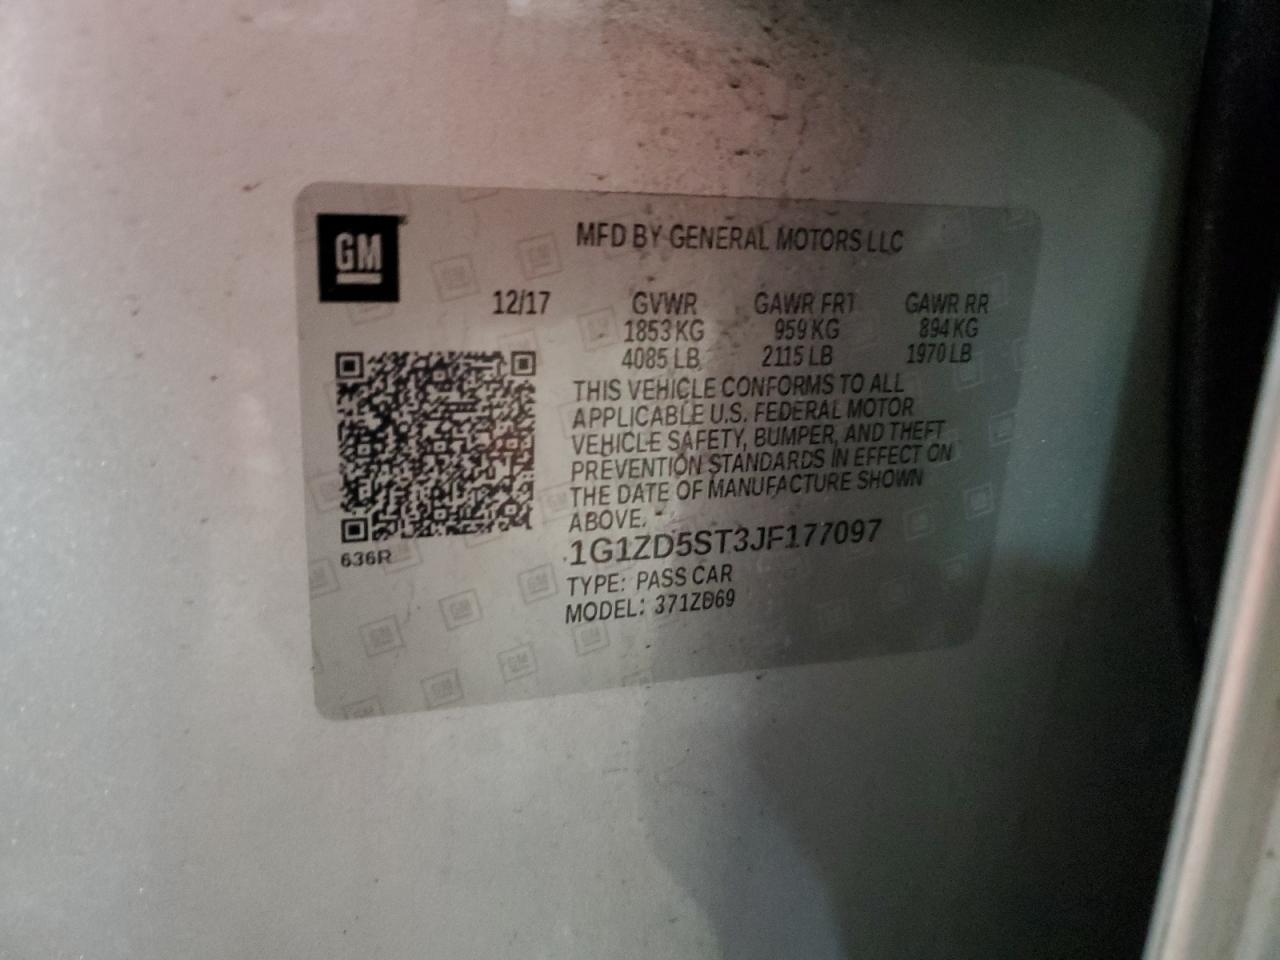 GM
MFD BY GENERAL MOTORS LLC
12/17 GVWR GAWR FRT GAWR RR
1853 KG 959 KG 894 KG
4085 LB 2115 LB 1970 LB
THIS VEHICLE CONFORMS TO ALL
APPLICABLE U.S. FEDERAL MOTOR
VEHICLE SAFETY, BUMPER, AND THEFT
PREVENTION STANDARDS IN EFFECT ON
THE DATE OF MANUFACTURE SHOWN
ABOVE.
636R
1G1ZD5ST3JF177097
TYPE: PASS CAR
MODEL: 371ZD69